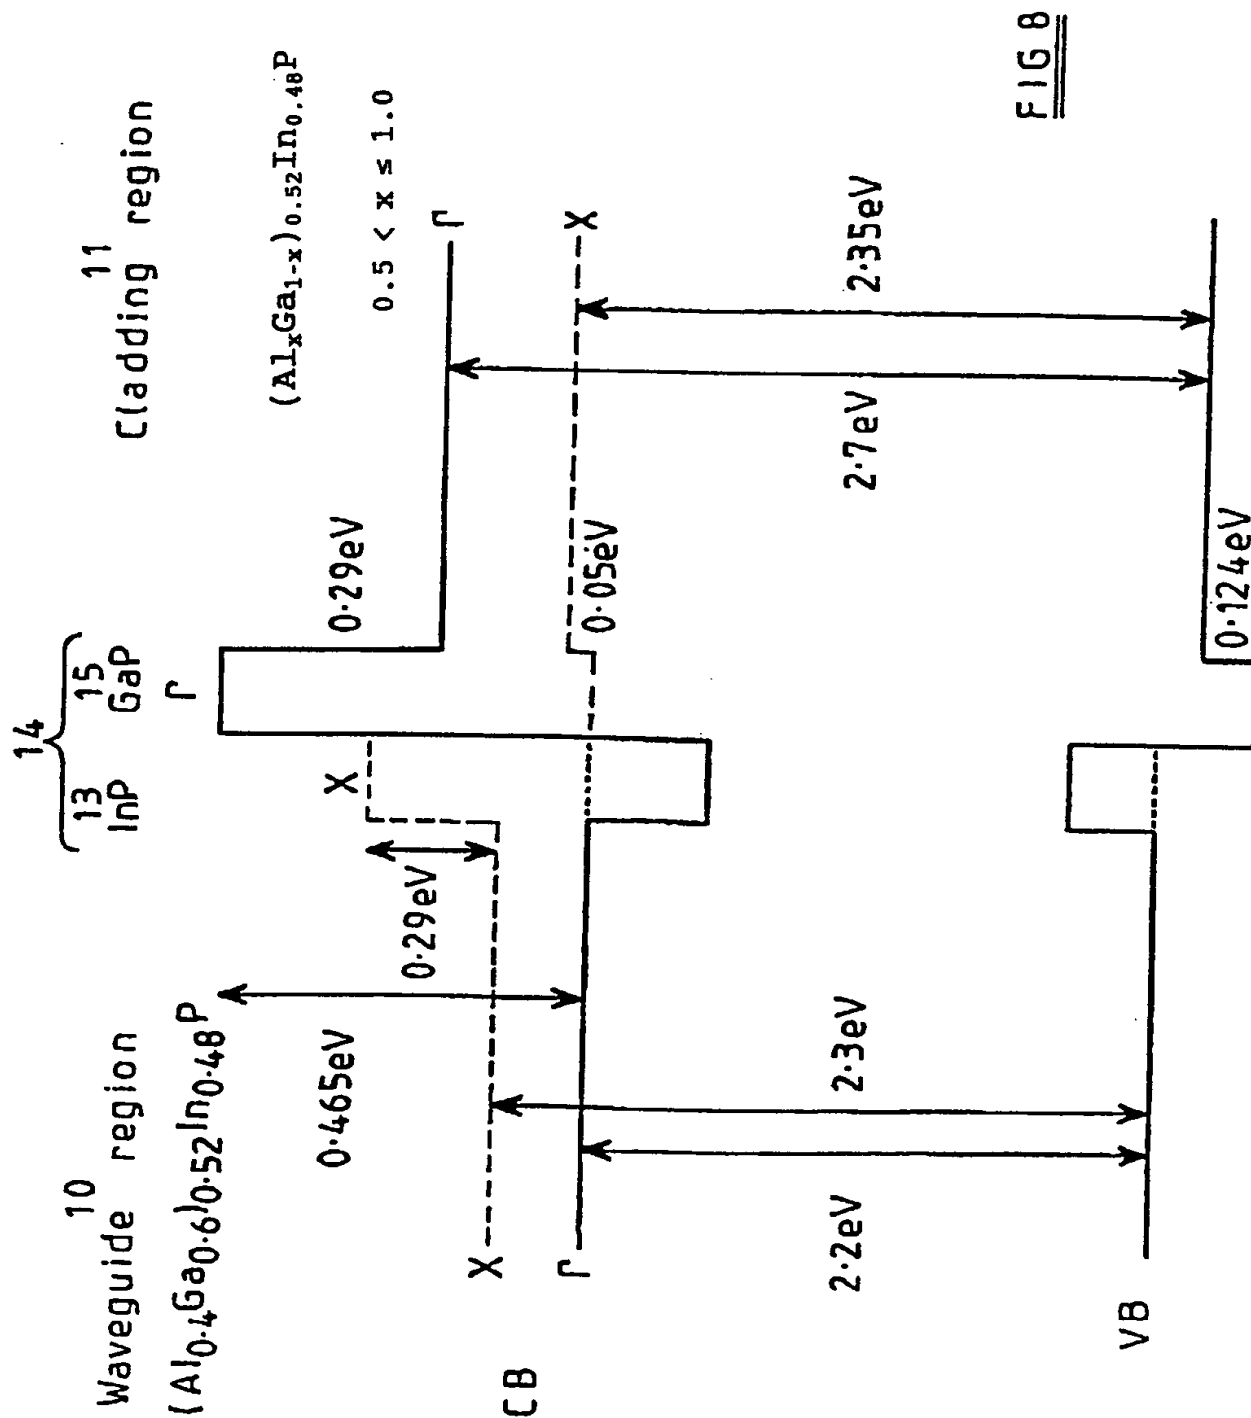 14
10
Waveguide region
(Al0.4Ga0.6)0.52In0.48P
13
InP
15
GaP
11
Cladding region
(AlxGa1-x)0.52In0.48P
0.5 < x ≤ 1.0
Γ
X
0.465eV
0.29eV
0.29eV
X
Γ
CB
Γ
X
0.05eV
2.2eV
2.3eV
2.7eV
2.35eV
VB
0.124eV
FIG 8